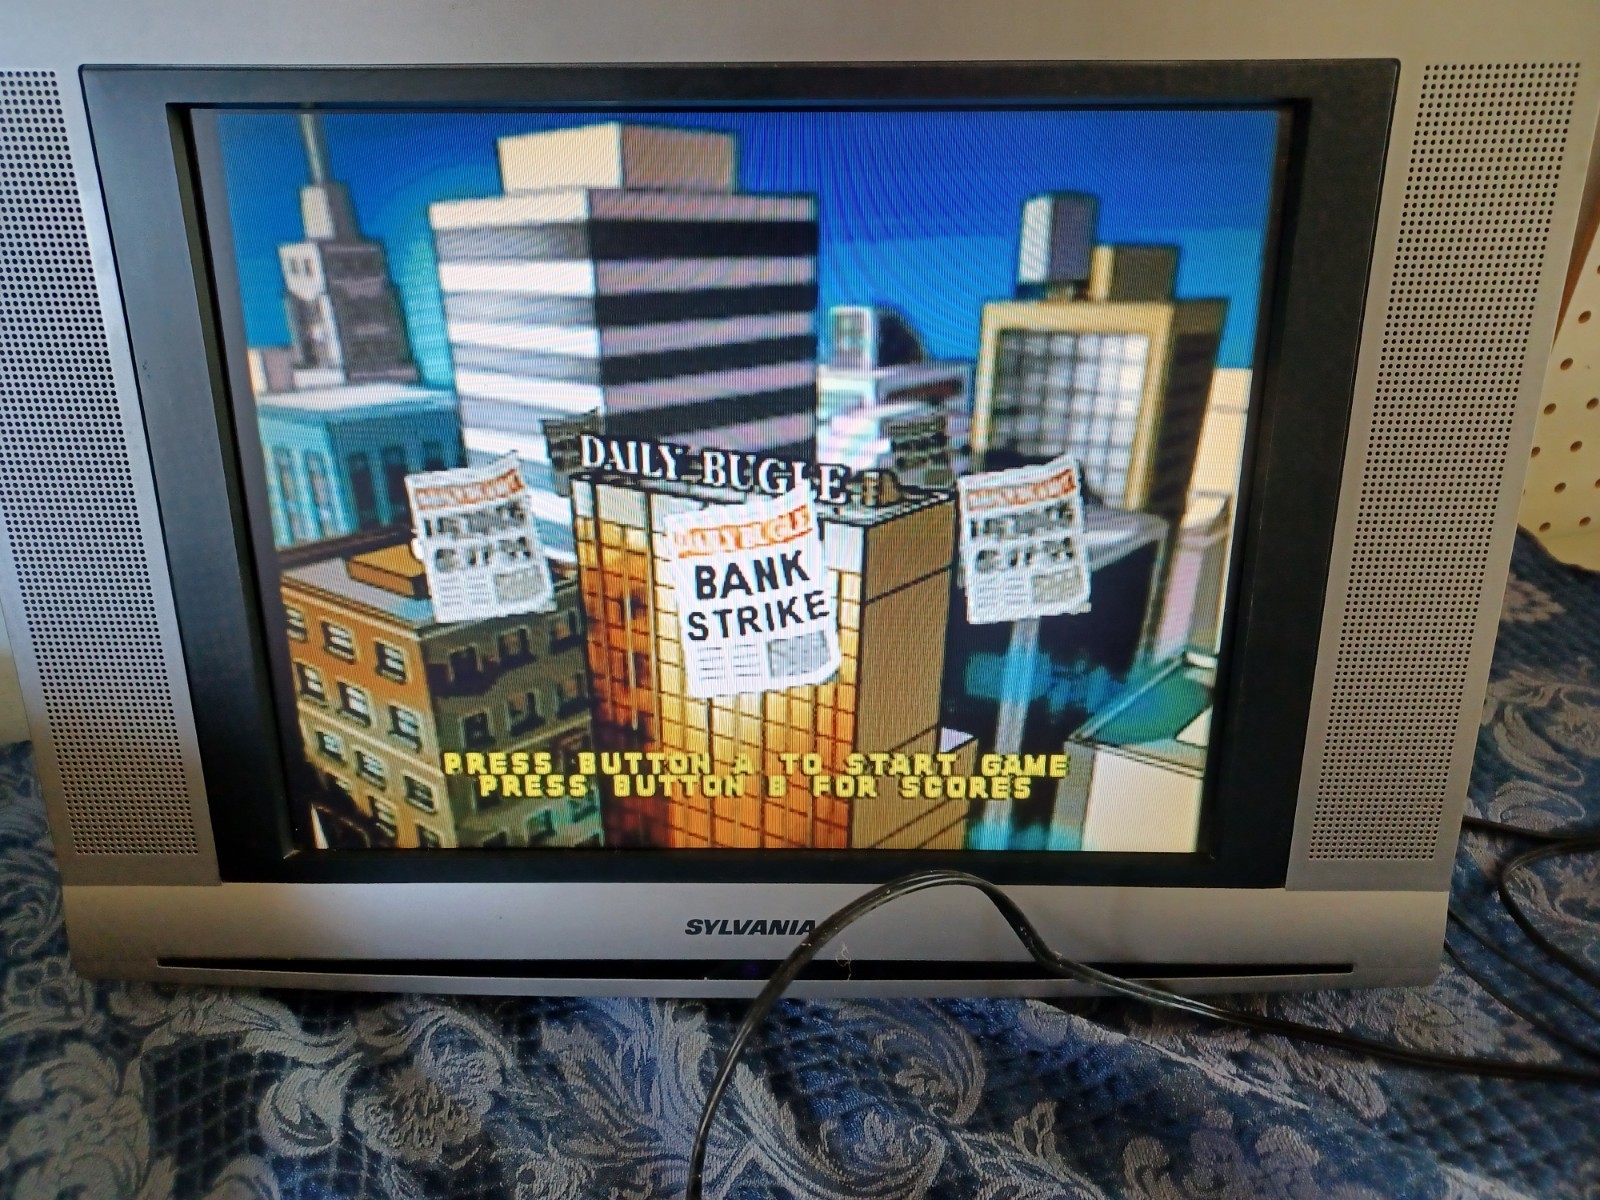 DAILY BUGLE
DAILY BUGLE
BANK
STRIKE
PRESS BUTTON A TO START GAME
PRESS BUTTON B FOR SCORES
SYLVANIA